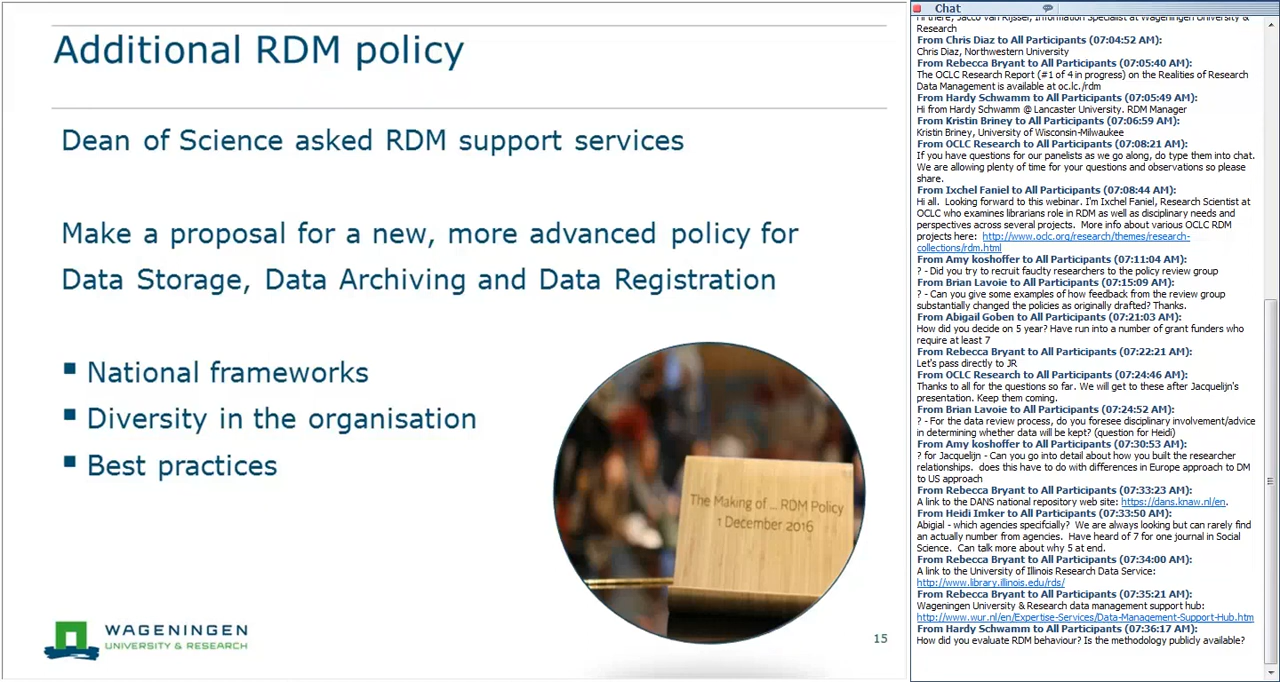 Additional RDM policy
Dean of Science asked RDM support services
Make a proposal for a new, more advanced policy for
Data Storage, Data Archiving and Data Registration
National frameworks
Diversity in the organisation
Best practices
The Making of ... RDM Policy
1 December 2016
WAGENINGEN
UNIVERSITY & RESEARCH
15
Chat
Hi there, Jacco van Rijssel, Information Specialist at Wageningen University &
Research
From Chris Diaz to All Participants (07:04:52 AM):
Chris Diaz, Northwestern University
From Rebecca Bryant to All Participants (07:05:40 AM):
The OCLC Research Report (#1 of 4 in progress) on the Realities of Research
Data Management is available at oc.lc./rdm
From Hardy Schwamm to All Participants (07:05:49 AM):
Hi from Hardy Schwamm @ Lancaster University. RDM Manager
From Kristin Briney to All Participants (07:06:59 AM):
Kristin Briney, University of Wisconsin-Milwaukee
From OCLC Research to All Participants (07:08:21 AM):
If you have questions for our panelists as we go along, do type them into chat.
We are allowing plenty of time for your questions and observations so please
share.
From Ixchel Faniel to All Participants (07:08:44 AM):
Hi all.  Looking forward to this webinar. I'm Ixchel Faniel, Research Scientist at
OCLC who examines librarians role in RDM as well as disciplinary needs and
perspectives across several projects.  More info about various OCLC RDM
projects here:  http://www.oclc.org/research/themes/research-
collections/rdm.html
From Amy koshoffer to All Participants (07:11:04 AM):
? - Did you try to recruit fauclty researchers to the policy review group
From Brian Lavoie to All Participants (07:15:09 AM):
? - Can you give some examples of how feedback from the review group
substantially changed the policies as originally drafted? Thanks.
From Abigail Goben to All Participants (07:21:03 AM):
How did you decide on 5 year? Have run into a number of grant funders who
require at least 7
From Rebecca Bryant to All Participants (07:22:21 AM):
Let's pass directly to JR
From OCLC Research to All Participants (07:24:46 AM):
Thanks to all for the questions so far. We will get to these after Jacquelijn's
presentation. Keep them coming.
From Brian Lavoie to All Participants (07:24:52 AM):
? - For the data review process, do you foresee disciplinary involvement/advice
in determining whether data will be kept? (question for Heidi)
From Amy koshoffer to All Participants (07:30:53 AM):
? for Jacquelijn - Can you go into detail about how you built the researcher
relationships.  does this have to do with differences in Europe approach to DM
to US approach
From Rebecca Bryant to All Participants (07:33:23 AM):
A link to the DANS national repository web site: https://dans.knaw.nl/en.
From Heidi Imker to All Participants (07:33:50 AM):
Abigial - which agencies specifcially?  We are always looking but can rarely find
an actually number from agencies.  Have heard of 7 for one journal in Social
Science.  Can talk more about why 5 at end.
From Rebecca Bryant to All Participants (07:34:00 AM):
A link to the University of Illinois Research Data Service:
http://www.library.illinois.edu/rds/
From Rebecca Bryant to All Participants (07:35:21 AM):
Wageningen University & Research data management support hub:
http://www.wur.nl/en/Expertise-Services/Data-Management-Support-Hub.htm
From Hardy Schwamm to All Participants (07:36:17 AM):
How did you evaluate RDM behaviour? Is the methodology publicly available?